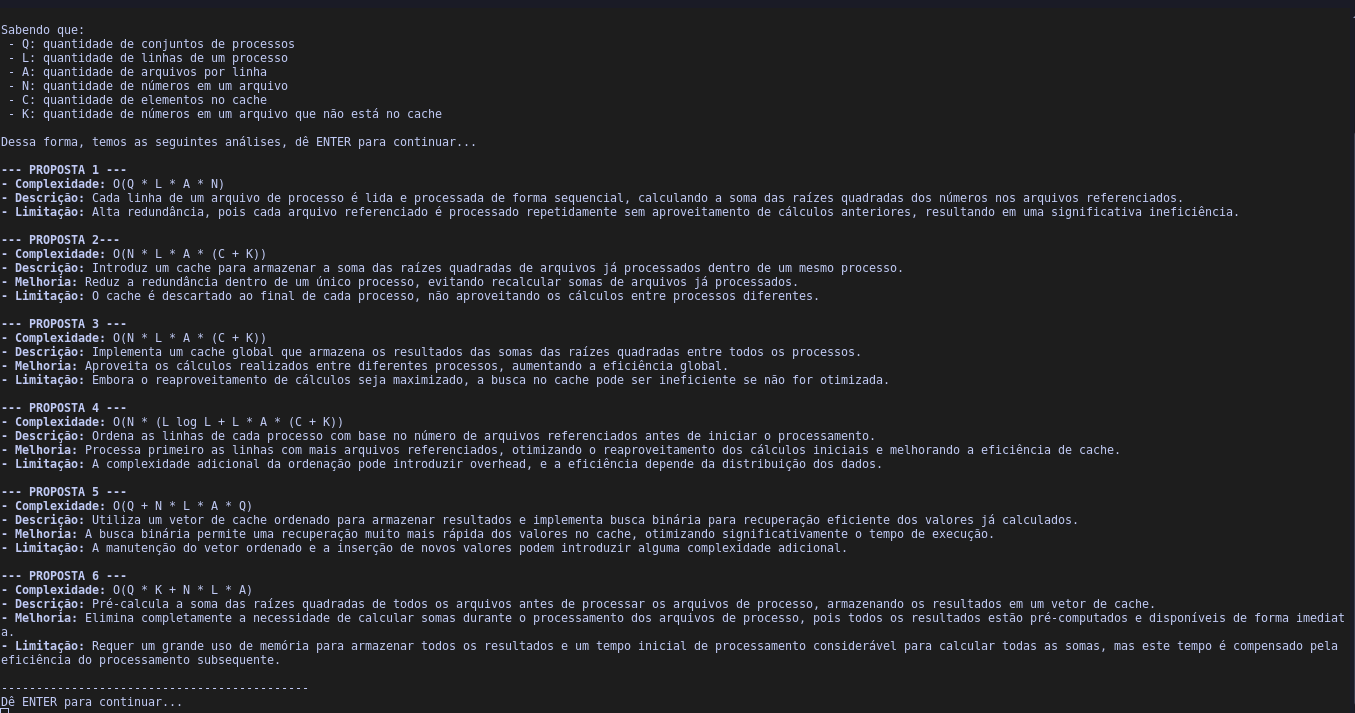 Sabendo que:
 - Q: quantidade de conjuntos de processos
 - L: quantidade de linhas de um processo
 - A: quantidade de arquivos por linha
 - N: quantidade de números em um arquivo
 - C: quantidade de elementos no cache
 - K: quantidade de números em um arquivo que não está no cache

Dessa forma, temos as seguintes análises, dê ENTER para continuar...

--- PROPOSTA 1 ---
- Complexidade: O(Q * L * A * N)
- Descrição: Cada linha de um arquivo de processo é lida e processada de forma sequencial, calculando a soma das raízes quadradas dos números nos arquivos referenciados.
- Limitação: Alta redundância, pois cada arquivo referenciado é processado repetidamente sem aproveitamento de cálculos anteriores, resultando em uma significativa ineficiência.

--- PROPOSTA 2---
- Complexidade: O(N * L * A * (C + K))
- Descrição: Introduz um cache para armazenar a soma das raízes quadradas de arquivos já processados dentro de um mesmo processo.
- Melhoria: Reduz a redundância dentro de um único processo, evitando recalcular somas de arquivos já processados.
- Limitação: O cache é descartado ao final de cada processo, não aproveitando os cálculos entre processos diferentes.

--- PROPOSTA 3 ---
- Complexidade: O(N * L * A * (C + K))
- Descrição: Implementa um cache global que armazena os resultados das somas das raízes quadradas entre todos os processos.
- Melhoria: Aproveita os cálculos realizados entre diferentes processos, aumentando a eficiência global.
- Limitação: Embora o reaproveitamento de cálculos seja maximizado, a busca no cache pode ser ineficiente se não for otimizada.

--- PROPOSTA 4 ---
- Complexidade: O(N * (L log L + L * A * (C + K))
- Descrição: Ordena as linhas de cada processo com base no número de arquivos referenciados antes de iniciar o processamento.
- Melhoria: Processa primeiro as linhas com mais arquivos referenciados, otimizando o reaproveitamento dos cálculos iniciais e melhorando a eficiência de cache.
- Limitação: A complexidade adicional da ordenação pode introduzir overhead, e a eficiência depende da distribuição dos dados.

--- PROPOSTA 5 ---
- Complexidade: O(Q + N * L * A * Q)
- Descrição: Utiliza um vetor de cache ordenado para armazenar resultados e implementa busca binária para recuperação eficiente dos valores já calculados.
- Melhoria: A busca binária permite uma recuperação muito mais rápida dos valores no cache, otimizando significativamente o tempo de execução.
- Limitação: A manutenção do vetor ordenado e a inserção de novos valores podem introduzir alguma complexidade adicional.

--- PROPOSTA 6 ---
- Complexidade: O(Q * K + N * L * A)
- Descrição: Pré-calcula a soma das raízes quadradas de todos os arquivos antes de processar os arquivos de processo, armazenando os resultados em um vetor de cache.
- Melhoria: Elimina completamente a necessidade de calcular somas durante o processamento dos arquivos de processo, pois todos os resultados estão pré-computados e disponíveis de forma imediat
a.
- Limitação: Requer um grande uso de memória para armazenar todos os resultados e um tempo inicial de processamento considerável para calcular todas as somas, mas este tempo é compensado pela
eficiência do processamento subsequente.

--------------------------------------------
Dê ENTER para continuar...